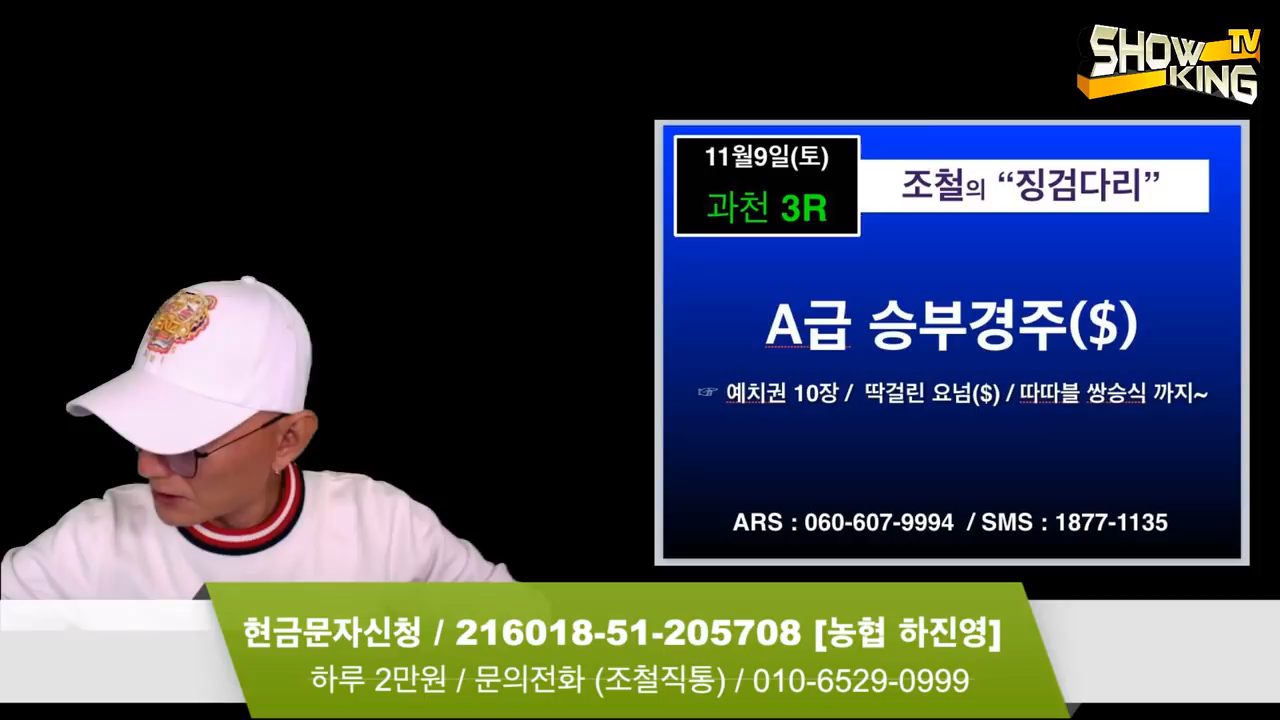 SHOW TV
KING
11월9일(토)
과천 3R
조철의 “징검다리”
A급 승부경주($)
☞ 예치권 10장 / 딱걸린 요넘($) / 따따블 쌍승식 까지~
ARS : 060-607-9994 / SMS : 1877-1135
현금문자신청 / 216018-51-205708 [농협 하진영]
하루 2만원 / 문의전화 (조철직통) / 010-6529-0999